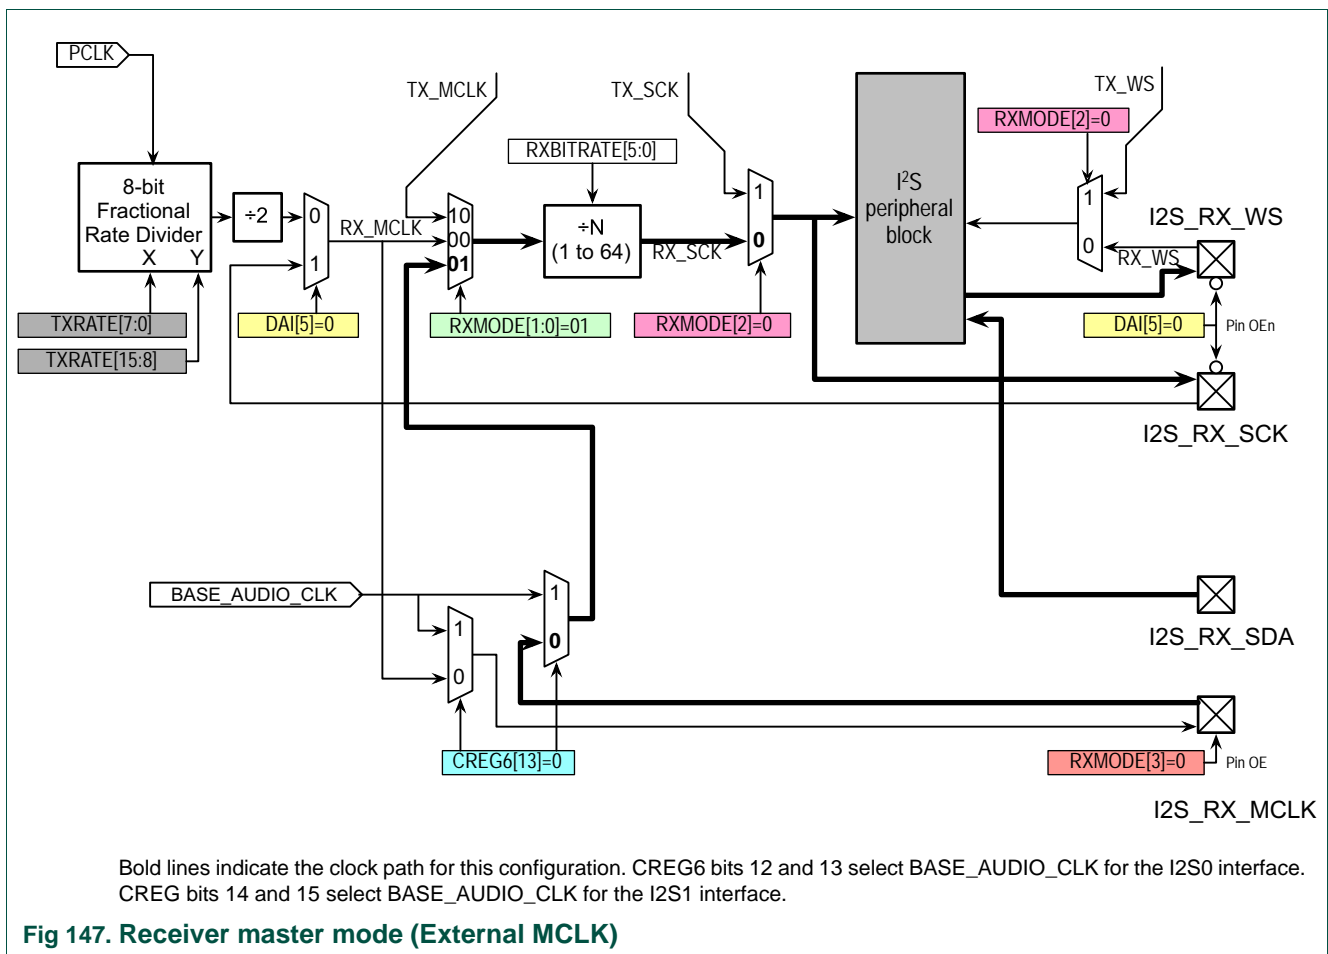 PCLK
TX_MCLK
TX_SCK
TX_WS
RXMODE[2]=0
RXBITRATE[5:0]
8-bit
Fractional
Rate Divider
X Y
÷2
0
1
RX_MCLK
10
00
01
÷N
(1 to 64)
RX_SCK
1
0
I2S
peripheral
block
1
0
RX_WS
I2S_RX_WS
TXRATE[7:0]
TXRATE[15:8]
DAI[5]=0
RXMODE[1:0]=01
RXMODE[2]=0
DAI[5]=0
Pin OEn
I2S_RX_SCK
BASE_AUDIO_CLK
1
0
1
0
I2S_RX_SDA
CREG6[13]=0
RXMODE[3]=0
Pin OE
I2S_RX_MCLK
Bold lines indicate the clock path for this configuration. CREG6 bits 12 and 13 select BASE_AUDIO_CLK for the I2S0 interface.
CREG bits 14 and 15 select BASE_AUDIO_CLK for the I2S1 interface.
Fig 147. Receiver master mode (External MCLK)